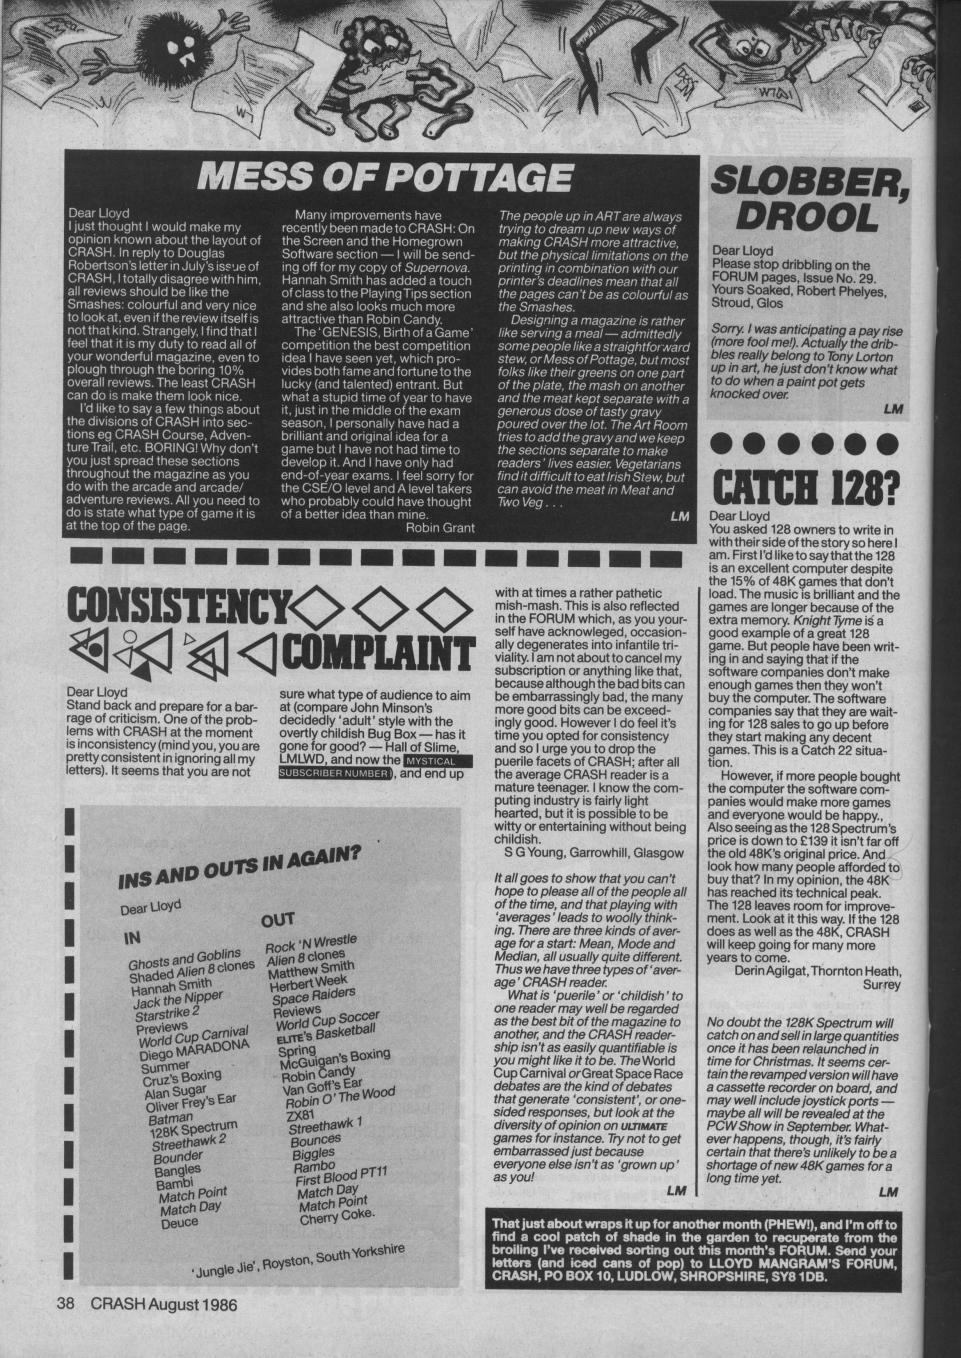 MESS OF POTTAGE
Dear Lloyd
I just thought I would make my
opinion known about the layout of
CRASH. In reply to Douglas
Robertson's letter in July's issue of
CRASH, I totally disagree with him,
all reviews should be like the
Smashes: colourful and very nice
to look at, even if the review itself is
not that kind. Strangely, I find that I
feel that it is my duty to read all of
your wonderful magazine, even to
plough through the boring 10%
overall reviews. The least CRASH
can do is make them look nice.
I'd like to say a few things about
the divisions of CRASH into sec-
tions eg CRASH Course, Adven-
ture Trail, etc. BORING! Why don't
you just spread these sections
throughout the magazine as you
do with the arcade and arcade/
adventure reviews. All you need to
do is state what type of game it is
at the top of the page.
Many improvements have
recently been made to CRASH: On
the Screen and the Homegrown
Software section — I will be send-
ing off for my copy of Supernova.
Hannah Smith has added a touch
of class to the Playing Tips section
and she also looks much more
attractive than Robin Candy.
The 'GENESIS, Birth of a Game'
competition the best competition
idea I have seen yet, which pro-
vides both fame and fortune to the
lucky (and talented) entrant. But
what a stupid time of year to have
it, just in the middle of the exam
season, I personally have had a
brilliant and original idea for a
game but I have not had time to
develop it. And I have only had
end-of-year exams. I feel sorry for
the CSE/O level and A level takers
who probably could have thought
of a better idea than mine.
Robin Grant
The people up in ART are always
trying to dream up new ways of
making CRASH more attractive,
but the physical limitations on the
printing in combination with our
printer's deadlines mean that all
the pages can't be as colourful as
the Smashes.
Designing a magazine is rather
like serving a meal — admittedly
some people like a straightforward
stew, or Mess of Pottage, but most
folks like their greens on one part
of the plate, the mash on another
and the meat kept separate with a
generous dose of tasty gravy
poured over the lot. The Art Room
tries to add the gravy and we keep
the sections separate to make
readers' lives easier. Vegetarians
find it difficult to eat Irish Stew, but
can avoid the meat in Meat and
Two Veg . . .
LM
SLOBBER,
DROOL
Dear Lloyd
Please stop dribbling on the
FORUM pages, Issue No. 29.
Yours Soaked, Robert Phelyes,
Stroud, Glos
Sorry. I was anticipating a pay rise
(more fool me!). Actually the drib-
bles really belong to Tony Lorton
up in art, he just don't know what
to do when a paint pot gets
knocked over.
LM
CATCH 128?
Dear Lloyd
You asked 128 owners to write in
with their side of the story so here I
am. First I'd like to say that the 128
is an excellent computer despite
the 15% of 48K games that don't
load. The music is brilliant and the
games are longer because of the
extra memory. Knight Tyme is a
good example of a great 128
game. But people have been writ-
ing in and saying that if the
software companies don't make
enough games then they won't
buy the computer. The software
companies say that they are wait-
ing for 128 sales to go up before
they start making any decent
games. This is a Catch 22 situa-
tion.
However, if more people bought
the computer the software com-
panies would make more games
and everyone would be happy.,
Also seeing as the 128 Spectrum's
price is down to £139 it isn't far off
the old 48K's original price. And
look how many people afforded to
buy that? In my opinion, the 48K
has reached its technical peak.
The 128 leaves room for improve-
ment. Look at it this way. If the 128
does as well as the 48K, CRASH
will keep going for many more
years to come.
Derin Agilgat, Thornton Heath,
Surrey
No doubt the 128K Spectrum will
catch on and sell in large quantities
once it has been relaunched in
time for Christmas. It seems cer-
tain the revamped version will have
a cassette recorder on board, and
may well include joystick ports —
maybe all will be revealed at the
PCW Show in September. What-
ever happens, though, it's fairly
certain that there's unlikely to be a
shortage of new 48K games for a
long time yet.
LM
CONSISTENCY
COMPLAINT
Dear Lloyd
Stand back and prepare for a bar-
rage of criticism. One of the prob-
lems with CRASH at the moment
is inconsistency (mind you, you are
pretty consistent in ignoring all my
letters). It seems that you are not
sure what type of audience to aim
at (compare John Minson's
decidedly 'adult' style with the
overtly childish Bug Box — has it
gone for good? — Hall of Slime,
LMLWD, and now the MYSTICAL
SUBSCRIBER NUMBER), and end up
with at times a rather pathetic
mish-mash. This is also reflected
in the FORUM which, as you your-
self have acknowleged, occasion-
ally degenerates into infantile tri-
viality. I am not about to cancel my
subscription or anything like that,
because although the bad bits can
be embarrassingly bad, the many
more good bits can be exceed-
ingly good. However I do feel it's
time you opted for consistency
and so I urge you to drop the
puerile facets of CRASH; after all
the average CRASH reader is a
mature teenager. I know the com-
puting industry is fairly light
hearted, but it is possible to be
witty or entertaining without being
childish.
S G Young, Garrowhill, Glasgow
It all goes to show that you can't
hope to please all of the people all
of the time, and that playing with
'averages' leads to woolly think-
ing. There are three kinds of aver-
age for a start: Mean, Mode and
Median, all usually quite different.
Thus we have three types of 'aver-
age' CRASH reader.
What is 'puerile' or 'childish' to
one reader may well be regarded
as the best bit of the magazine to
another, and the CRASH reader-
ship isn't as easily quantifiable is
you might like it to be. The World
Cup Carnival or Great Space Race
debates are the kind of debates
that generate 'consistent', or one-
sided responses, but look at the
diversity of opinion on ULTIMATE
games for instance. Try not to get
embarrassed just because
everyone else isn't as 'grown up'
as you!
LM
INS AND OUTS IN AGAIN?
Dear Lloyd
IN
Ghosts and Goblins
Shaded Alien 8 clones
Hannah Smith
Jack the Nipper
Starstrike 2
Previews
World Cup Carnival
Diego MARADONA
Summer
Cruz's Boxing
Alan Sugar
Oliver Frey's Ear
Batman
128K Spectrum
Streethawk 2
Bounder
Bangles
Bambi
Match Point
Match Day
Deuce
OUT
Rock 'N Wrestle
Alien 8 clones
Matthew Smith
Herbert Week
Space Raiders
Reviews
World Cup Soccer
ELITE's Basketball
Spring
McGuigan's Boxing
Robin Candy
Van Goff's Ear
Robin O' The Wood
ZX81
Streethawk 1
Bounces
Biggles
Rambo
First Blood PT11
Match Day
Match Point
Cherry Coke.
'Jungle Jie', Royston, South Yorkshire
That just about wraps it up for another month (PHEW!), and I'm off to
find a cool patch of shade in the garden to recuperate from the
broiling I've received sorting out this month's FORUM. Send your
letters (and iced cans of pop) to LLOYD MANGRAM'S FORUM,
CRASH, PO BOX 10, LUDLOW, SHROPSHIRE, SY8 1DB.
38 CRASH August 1986